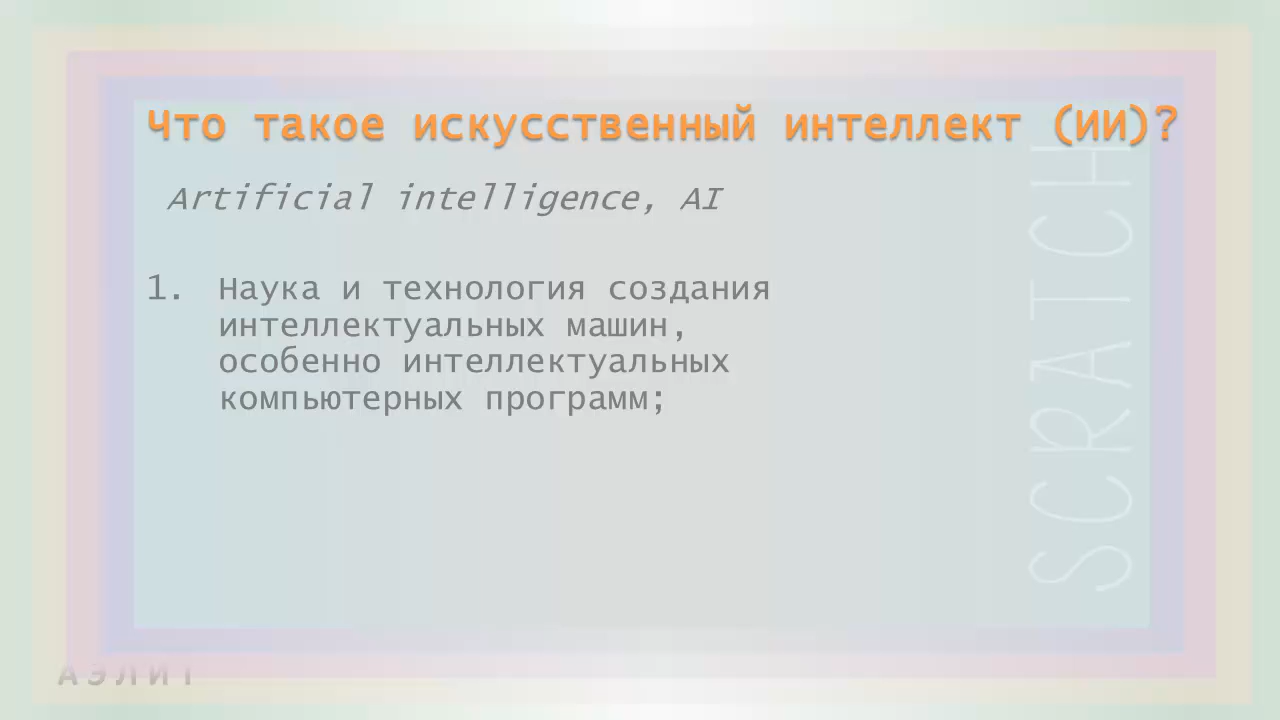 Что такое искусственный интеллект (ИИ)?
Artificial intelligence, AI
1. Наука и технология создания
интеллектуальных машин,
особенно интеллектуальных
компьютерных программ;
SCRATCH